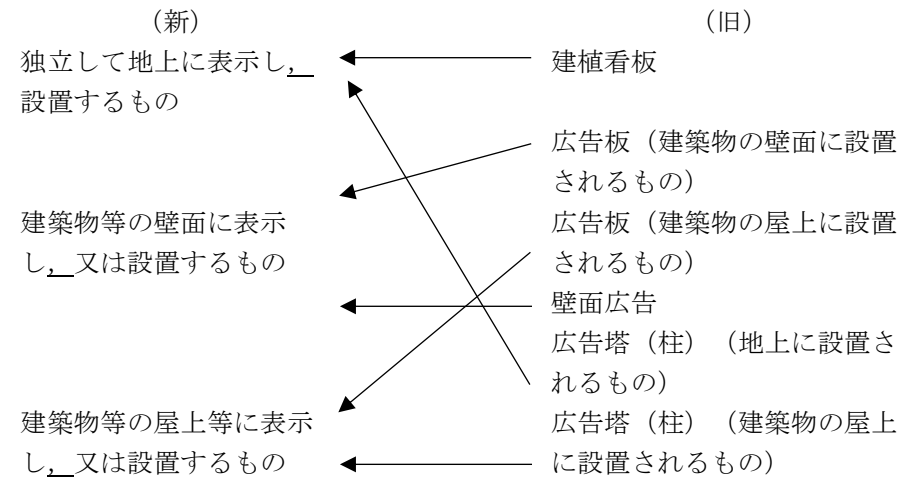 （新）
独立して地上に表示し，
設置するもの
建築物等の壁面に表示
し，又は設置するもの
建築物等の屋上等に表示
し，又は設置するもの
（旧）
建植看板
広告板（建築物の壁面に設置
されるもの）
広告板（建築物の屋上に設置
されるもの）
壁面広告
広告塔（柱）（地上に設置さ
れるもの）
広告塔（柱）（建築物の屋上
に設置されるもの）